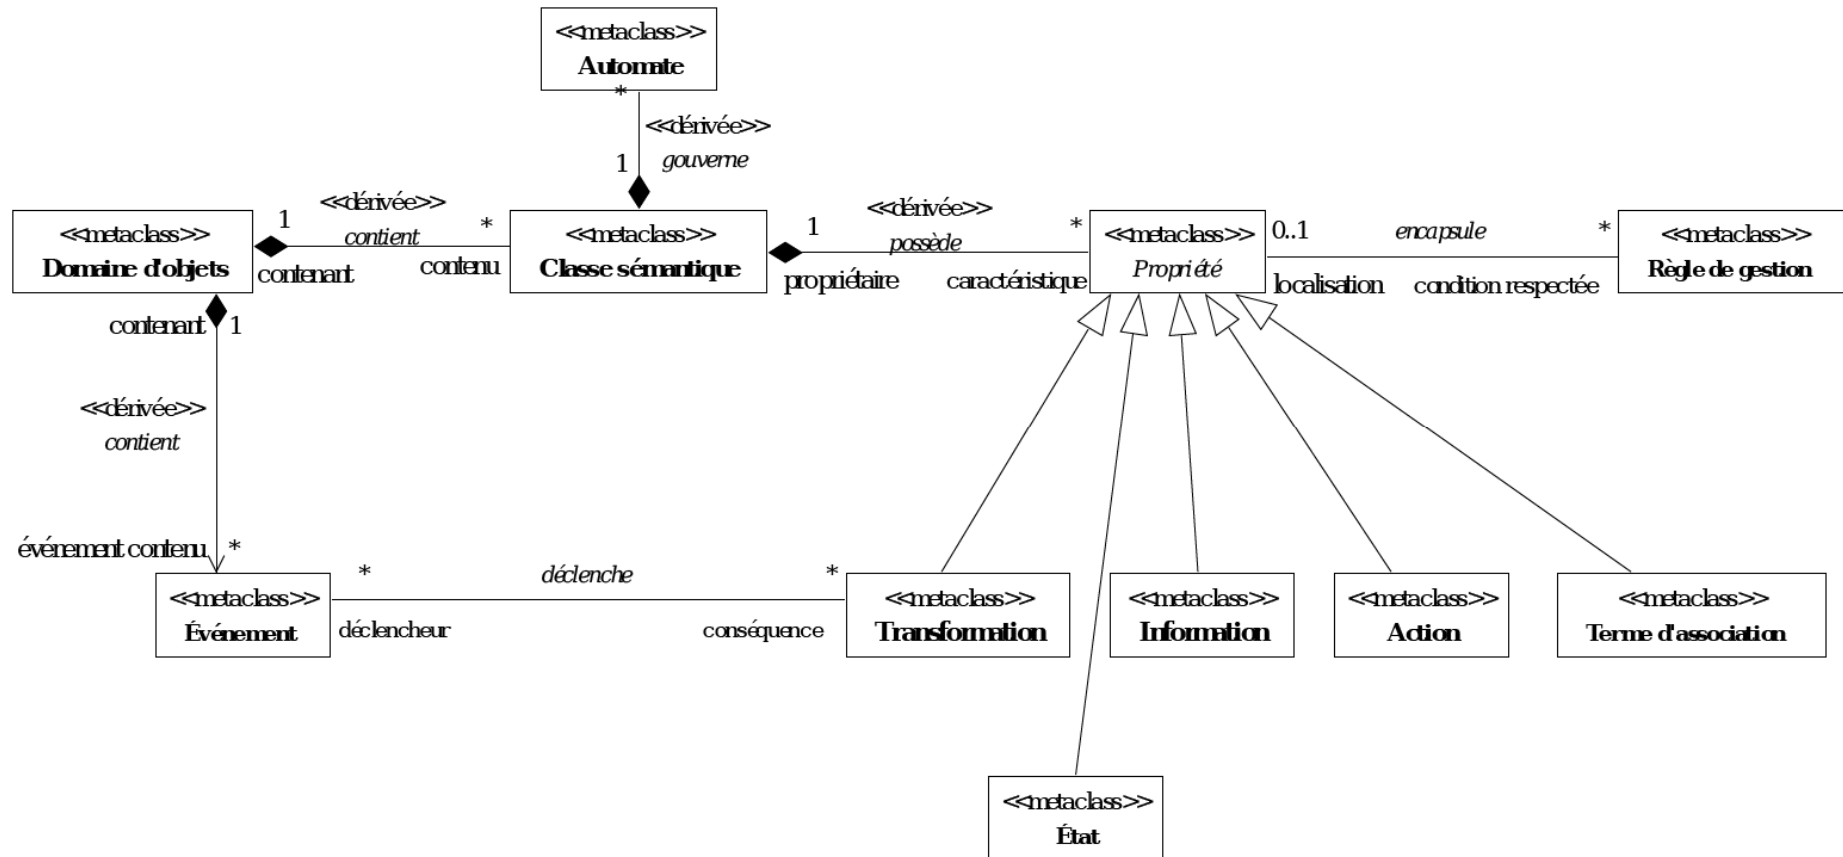 <<metaclass>>
Automate
*
<<dérivée>>
gouverne
1
<<metaclass>>
Domaine d'objets
1
<<dérivée>>
contient
*
contenant
contenu
<<metaclass>>
Classe sémantique
1
<<dérivée>>
possède
*
propriétaire
caractéristique
<<metaclass>>
Propriété
0..1
encapsule
*
localisation
condition respectée
<<metaclass>>
Règle de gestion
contenant
1
<<dérivée>>
contient
événement contenu
*
<<metaclass>>
Événement
*
déclenche
*
déclencheur
conséquence
<<metaclass>>
Transformation
<<metaclass>>
Information
<<metaclass>>
Action
<<metaclass>>
Terme d'association
<<metaclass>>
État